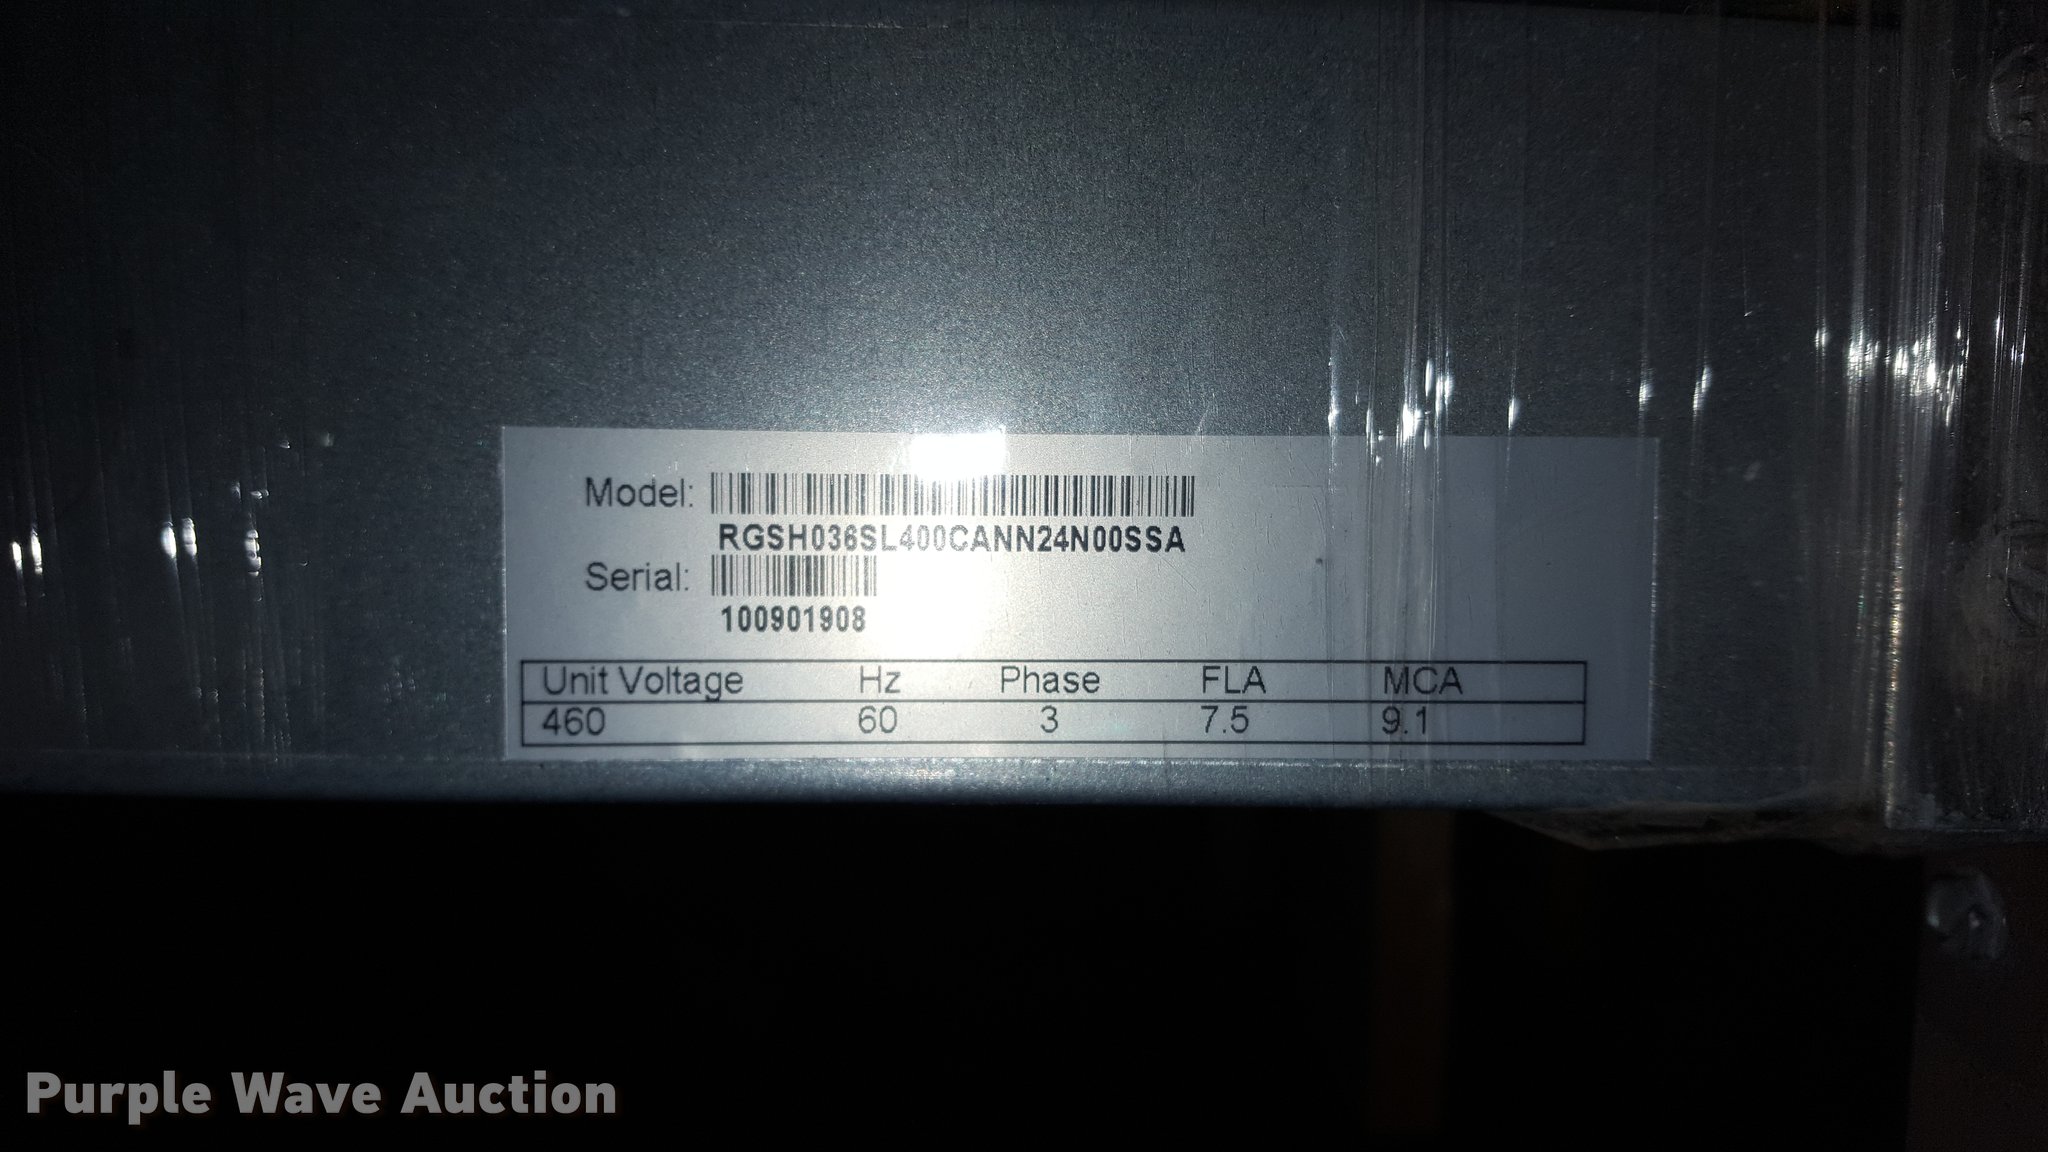 Model:
RGSH036SL400CANN24N00SSA
Serial:
100901908
Unit Voltage Hz Phase FLA MCA
460 60 3 7.5 9.1
Purple Wave Auction